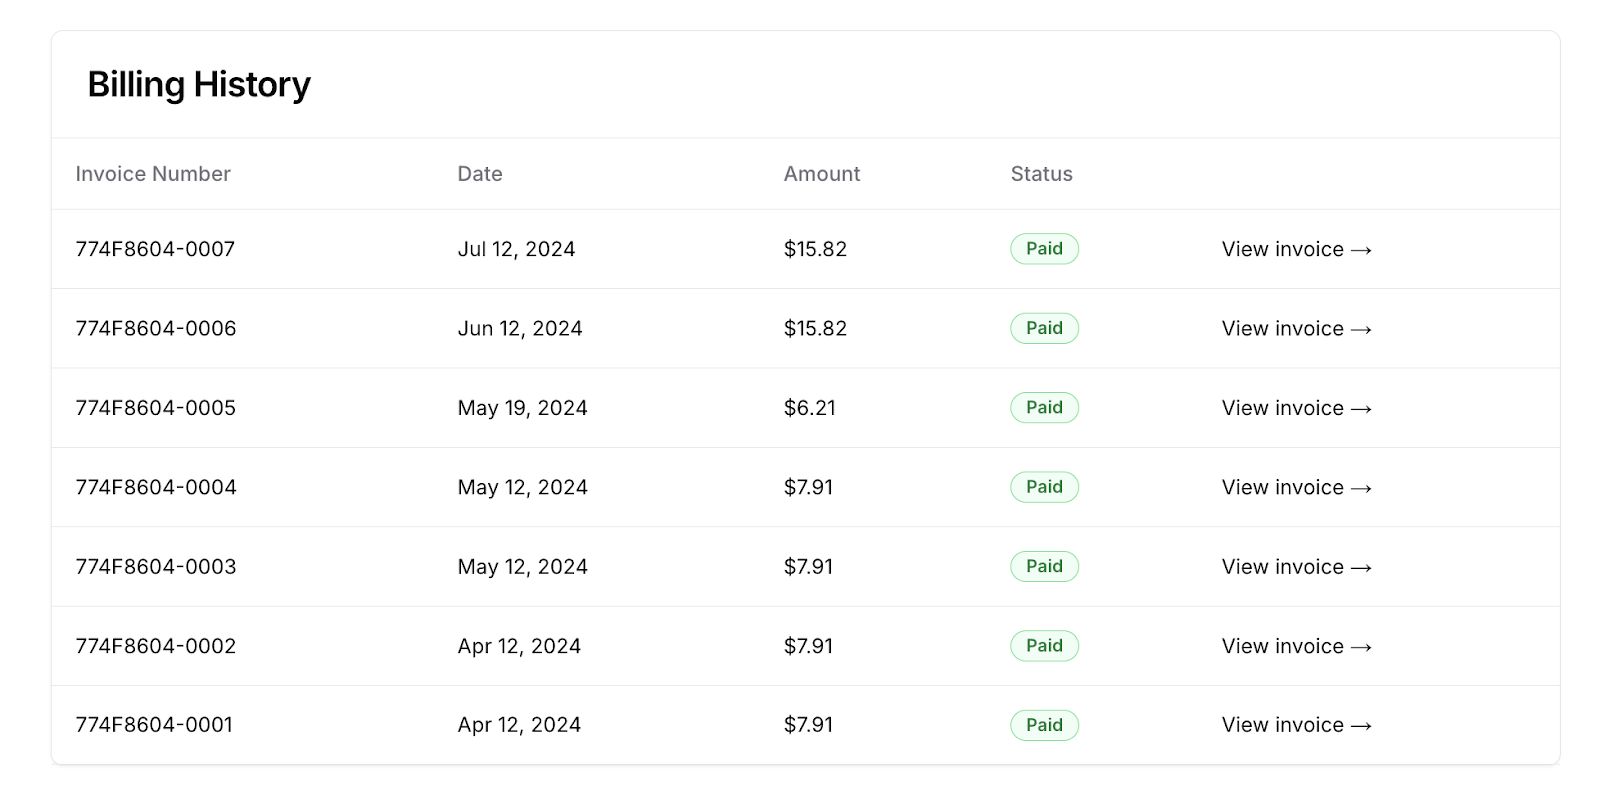 Billing History
Invoice Number Date Amount Status
774F8604-0007 Jul 12, 2024 $15.82 Paid View invoice →
774F8604-0006 Jun 12, 2024 $15.82 Paid View invoice →
774F8604-0005 May 19, 2024 $6.21 Paid View invoice →
774F8604-0004 May 12, 2024 $7.91 Paid View invoice →
774F8604-0003 May 12, 2024 $7.91 Paid View invoice →
774F8604-0002 Apr 12, 2024 $7.91 Paid View invoice →
774F8604-0001 Apr 12, 2024 $7.91 Paid View invoice →